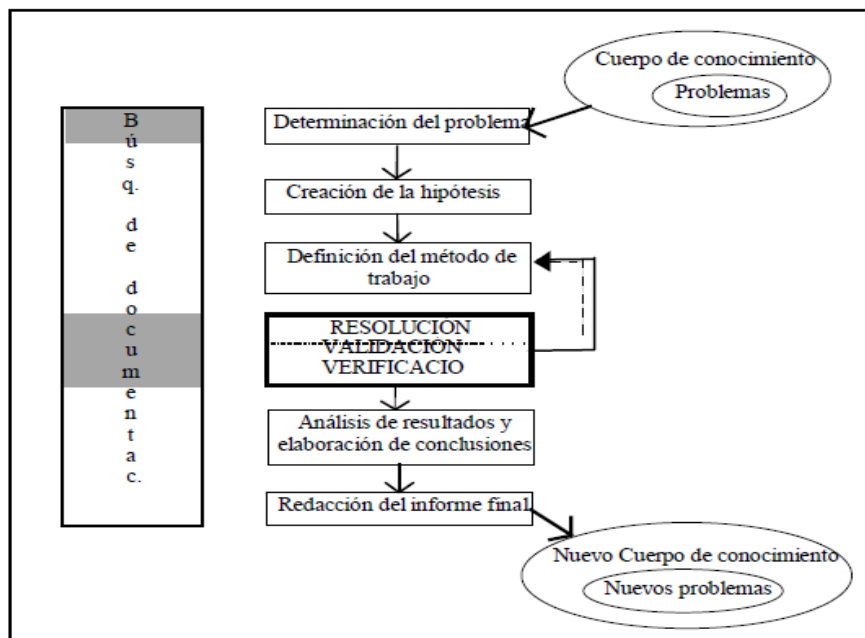 Cuerpo de conocimiento
Problemas
B
ú
s
q.
d
e
d
o
c
u
m
e
n
t
a
c.
Determinación del problema
Creación de la hipótesis
Definición del método de
trabajo
RESOLUCION
VALIDACIÓN
VERIFICACIO
Análisis de resultados y
elaboración de conclusiones
Redacción del informe final
Nuevo Cuerpo de conocimiento
Nuevos problemas